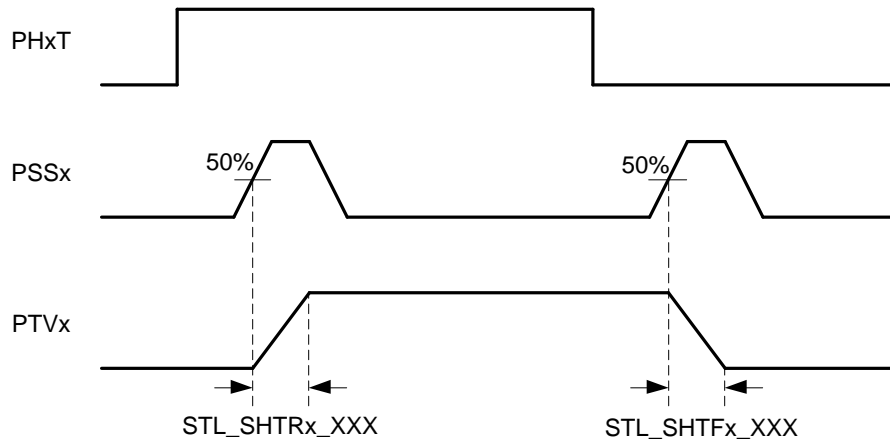 PHxT
50%
50%
PSSx
PTVx
STL_SHTRx_XXX
STL_SHTFx_XXX